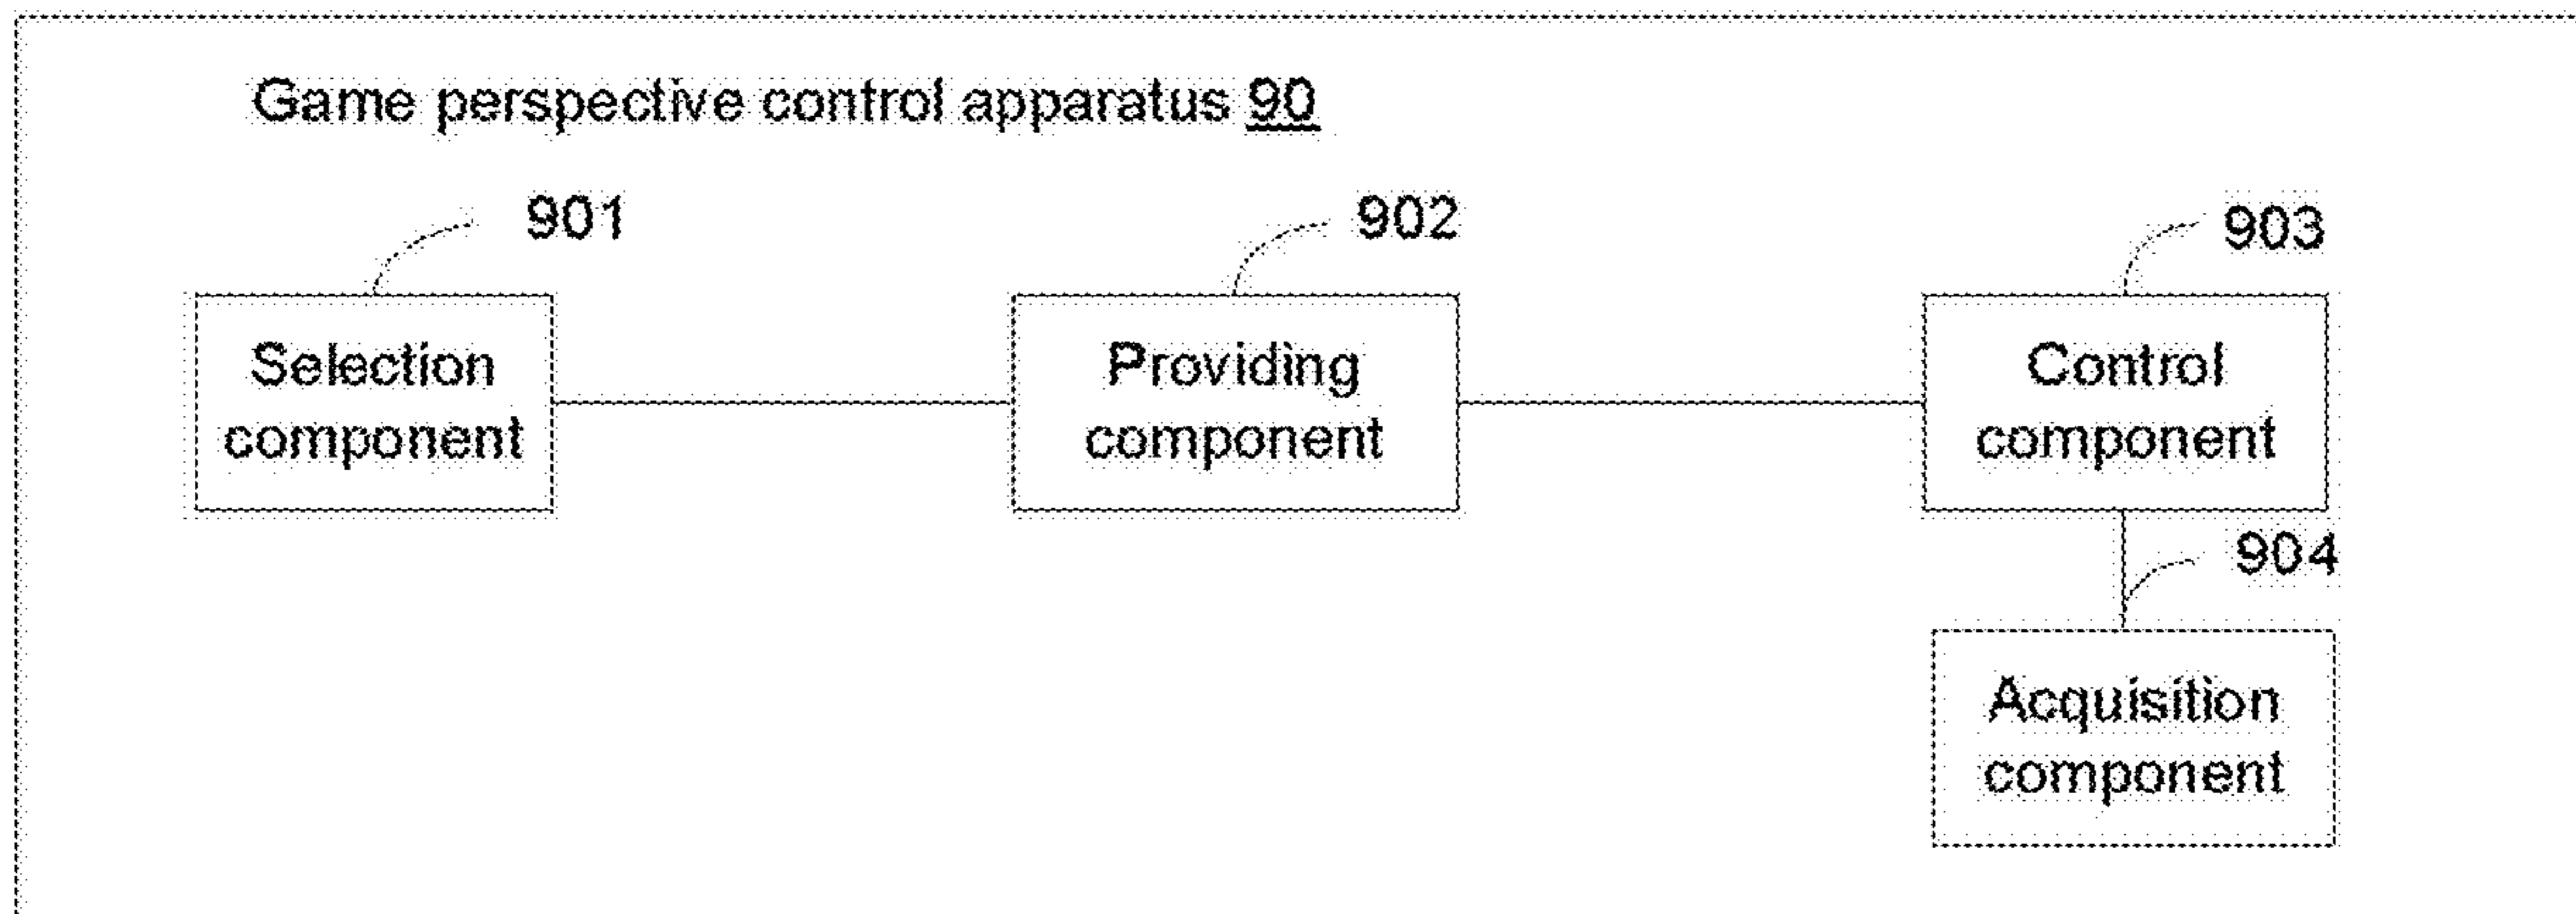 Game perspective control apparatus 90
901
902
903
Selection
component
Providing
component
Control
component
904
Acquisition
component